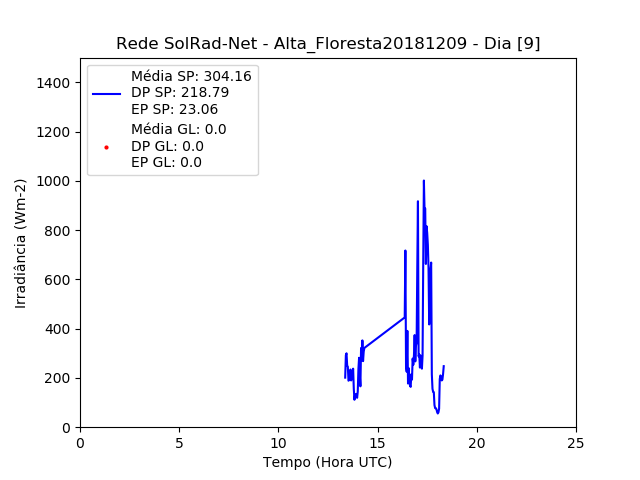 Rede SolRad-Net - Alta_Floresta20181209 - Dia [9]
Média SP: 304.16
DP SP: 218.79
EP SP: 23.06
Média GL: 0.0
DP GL: 0.0
EP GL: 0.0
Irradiância (Wm-2)
1400
1200
1000
800
600
400
200
0
0 5 10 15 20 25
Tempo (Hora UTC)